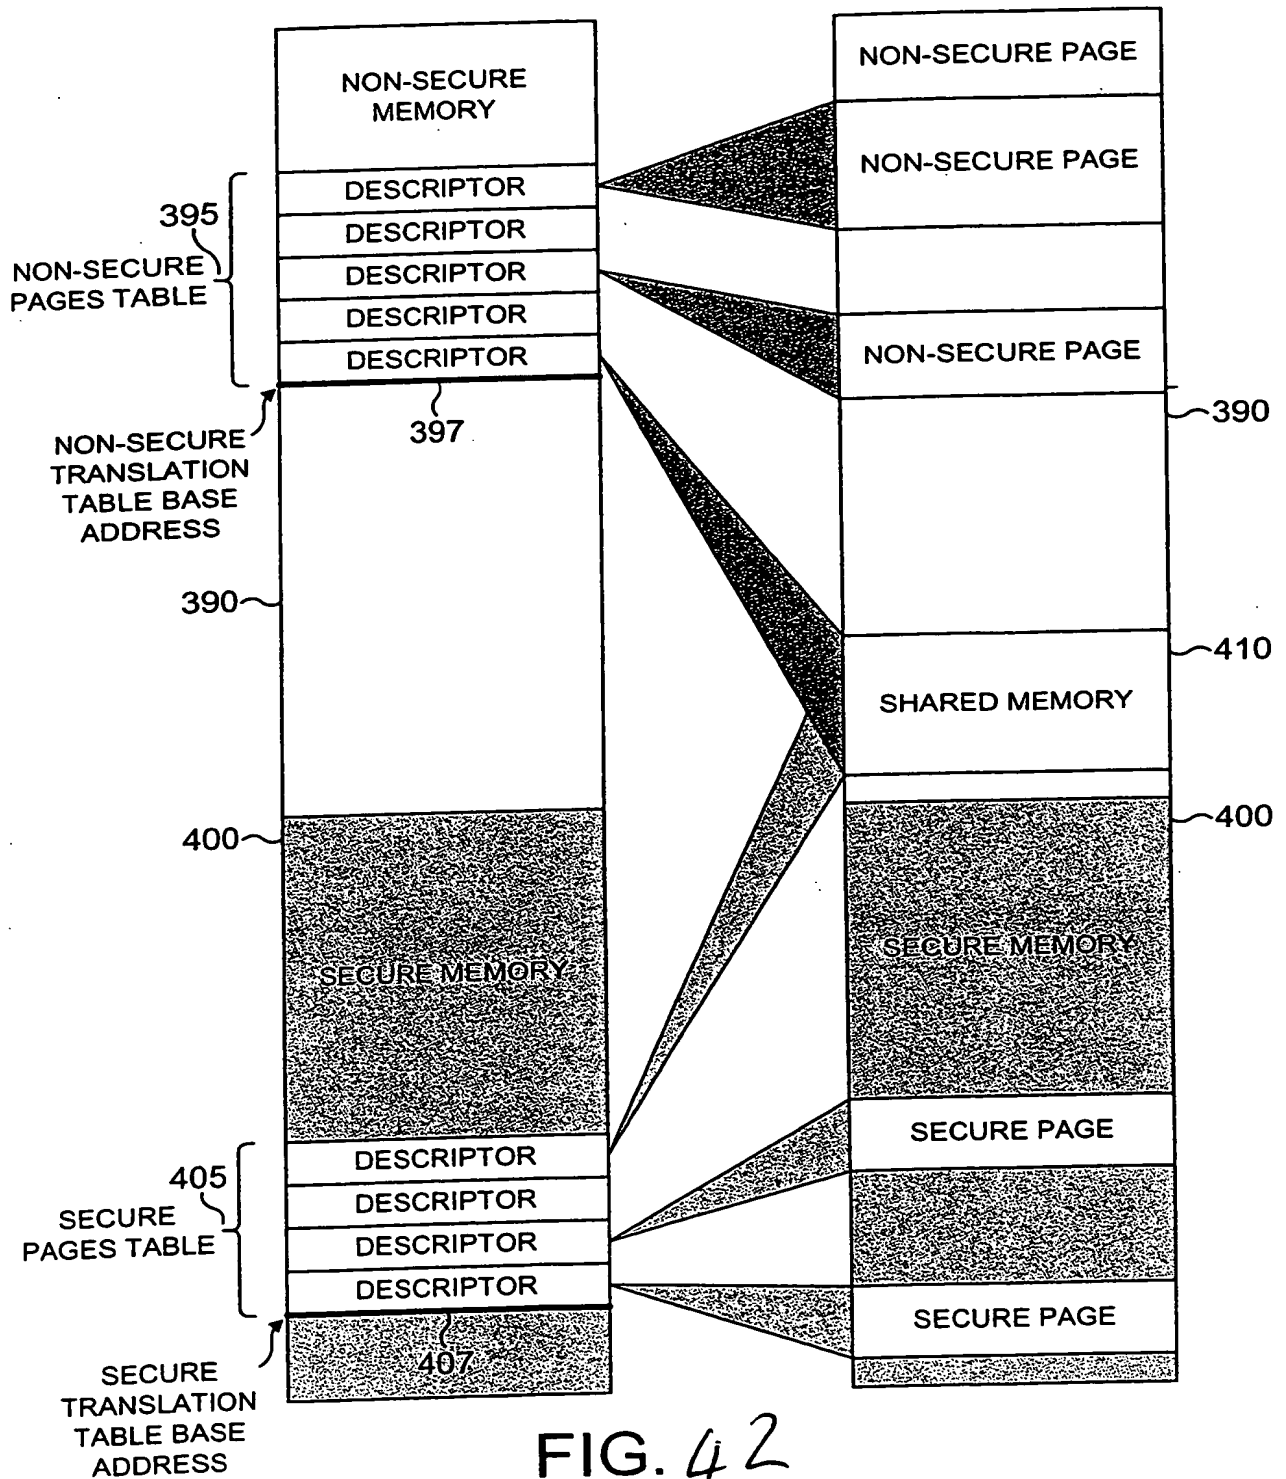 NON-SECURE
MEMORY
DESCRIPTOR
DESCRIPTOR
DESCRIPTOR
DESCRIPTOR
DESCRIPTOR
395
NON-SECURE
PAGES TABLE
397
NON-SECURE
TRANSLATION
TABLE BASE
ADDRESS
390
400
SECURE MEMORY
DESCRIPTOR
DESCRIPTOR
DESCRIPTOR
DESCRIPTOR
405
SECURE
PAGES TABLE
407
SECURE
TRANSLATION
TABLE BASE
ADDRESS
NON-SECURE PAGE
NON-SECURE PAGE
NON-SECURE PAGE
390
410
SHARED MEMORY
400
SECURE MEMORY
SECURE PAGE
SECURE PAGE
FIG. 42